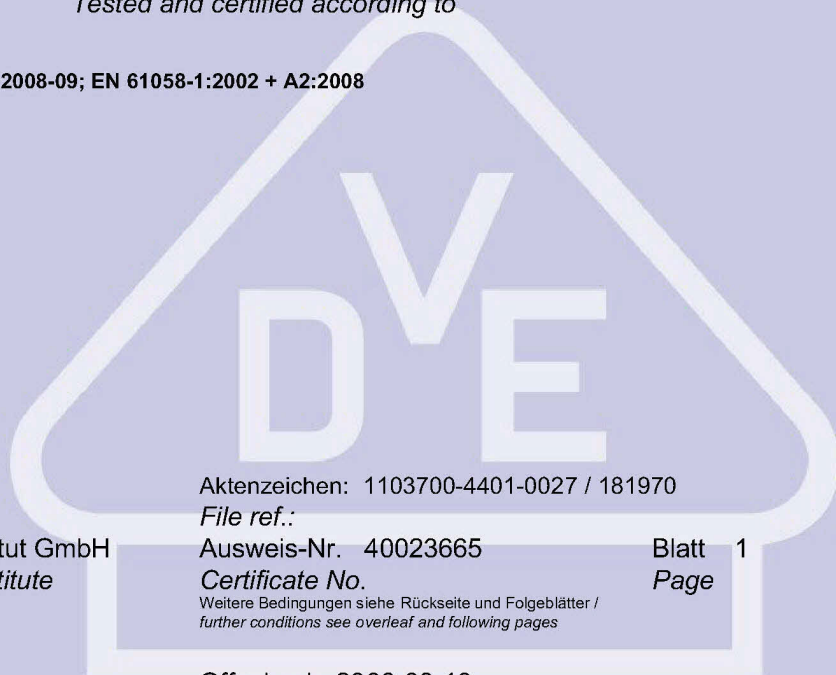 Tested and certified according to
2008-09; EN 61058-1:2002 + A2:2008
DVE
Aktenzeichen: 1103700-4401-0027 / 181970
File ref.:
tut GmbH Ausweis-Nr. 40023665 Blatt 1
titute Certificate No. Page
Weitere Bedingungen siehe Rückseite und Folgeblätter /
further conditions see overleaf and following pages